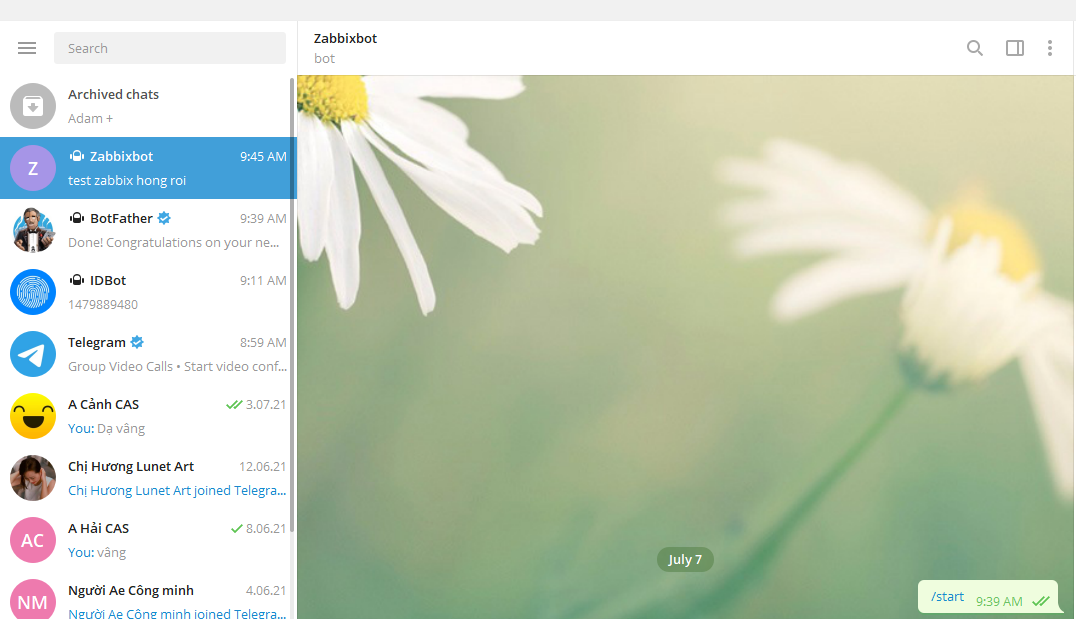 Search
Archived chats
Adam +
Z
Zabbixbot
9:45 AM
test zabbix hong roi
BotFather
9:39 AM
Done! Congratulations on your ne...
IDBot
9:11 AM
1479889480
Telegram
8:59 AM
Group Video Calls • Start video conf...
A Cảnh CAS
3.07.21
You: Dạ vâng
Chị Hương Lunet Art
12.06.21
Chị Hương Lunet Art joined Telegra...
AC
A Hải CAS
8.06.21
You: vâng
NM
Người Ae Công minh
4.06.21
Người Ae Công minh joined Telegra...
Zabbixbot
bot
July 7
/start
9:39 AM